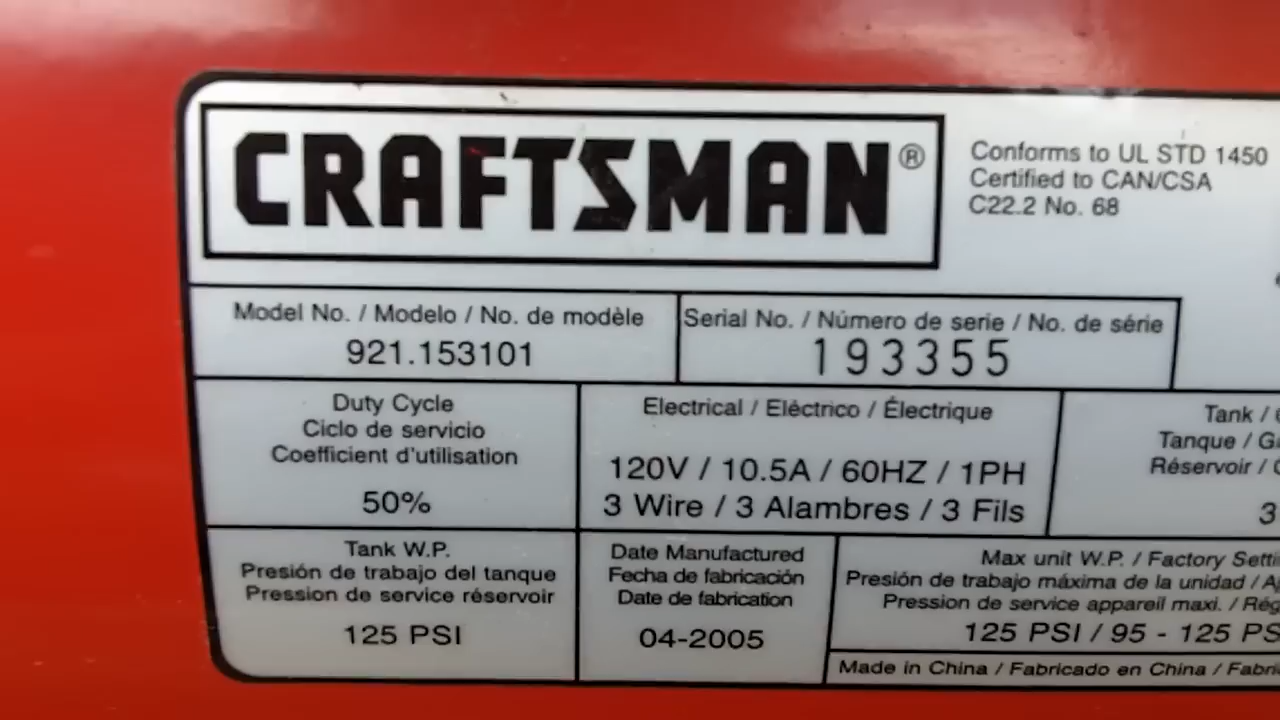 CRAFTSMAN®
Conforms to UL STD 1450
Certified to CAN/CSA
C22.2 No. 68
Model No. / Modelo / No. de modèle
921.153101
Serial No. / Número de serie / No. de série
193355
Duty Cycle
Ciclo de servicio
Coefficient d'utilisation
50%
Electrical / Eléctrico / Électrique
120V / 10.5A / 60HZ / 1PH
3 Wire / 3 Alambres / 3 Fils
Tank /
Tanque /
Réservoir /
3
Tank W.P.
Presión de trabajo del tanque
Pression de service réservoir
125 PSI
Date Manufactured
Fecha de fabricación
Date de fabrication
04-2005
Max unit W.P. / Factory
Presión de trabajo máxima de la unidad /
Pression de service appareil maxi. /
125 PSI / 95 - 125
Made in China / Fabricado en China /